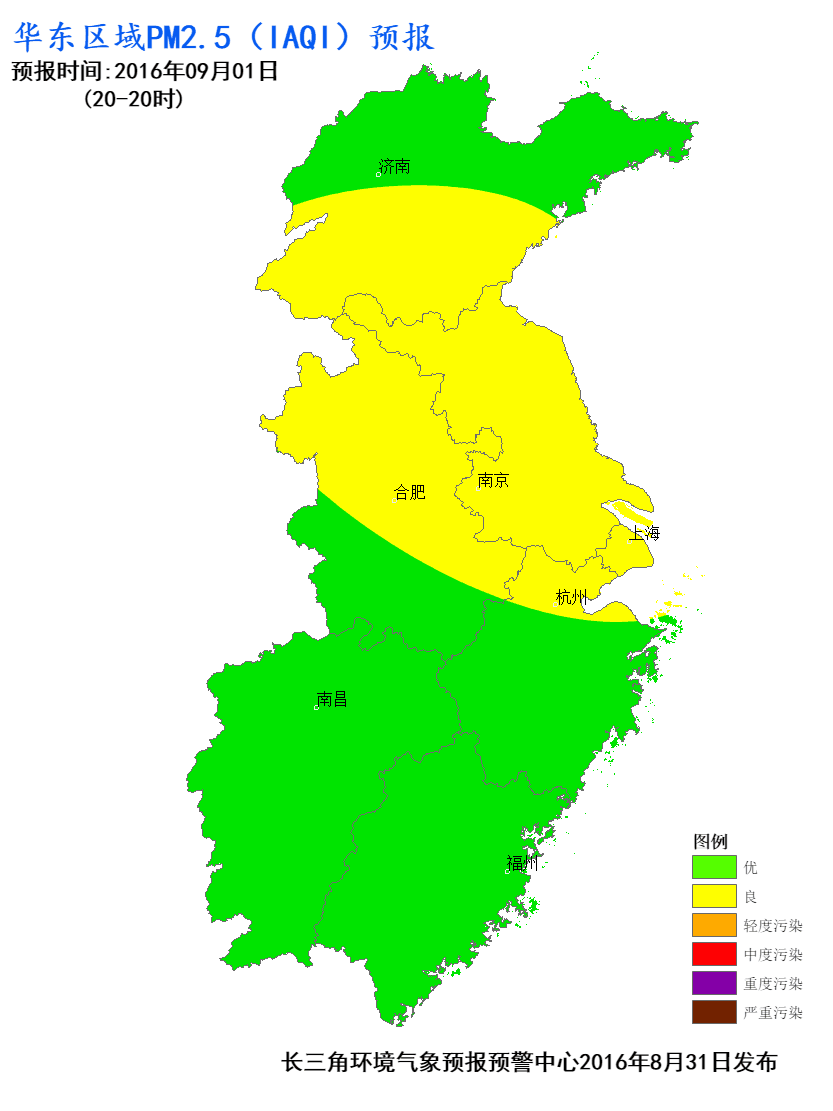 华东区域PM2.5（IAQI）预报
预报时间:2016年09月01日
(20-20时)
济南
南京
合肥
上海
杭州
南昌
福州
图例
优
良
轻度污染
中度污染
重度污染
严重污染
长三角环境气象预报预警中心2016年8月31日发布